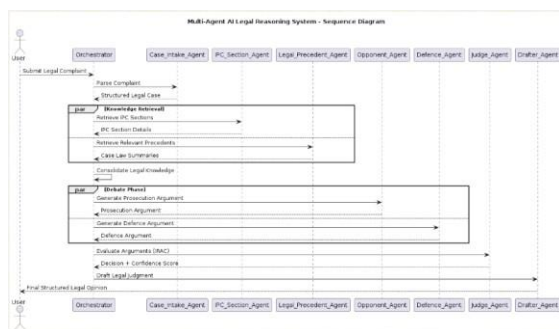 Multi-Agent AI Legal Reasoning System - Sequence Diagram
User
Orchestrator
Case_Intake_Agent
IPC_Section_Agent
Legal_Precedent_Agent
Opponent_Agent
Defence_Agent
Judge_Agent
Drafter_Agent
Submit Legal Complaint
Parse Complaint
Structured Legal Case
par
[Knowledge Retrieval]
Retrieve IPC Sections
IPC Section Details
Retrieve Relevant Precedents
Case Law Summaries
Consolidate Legal Knowledge
par
[Debate Phase]
Generate Prosecution Argument
Prosecution Argument
Generate Defence Argument
Defence Argument
Evaluate Arguments (IRAC)
Decision + Confidence Score
Draft Legal Judgment
Final Structured Legal Opinion
User
Orchestrator
Case_Intake_Agent
IPC_Section_Agent
Legal_Precedent_Agent
Opponent_Agent
Defence_Agent
Judge_Agent
Drafter_Agent